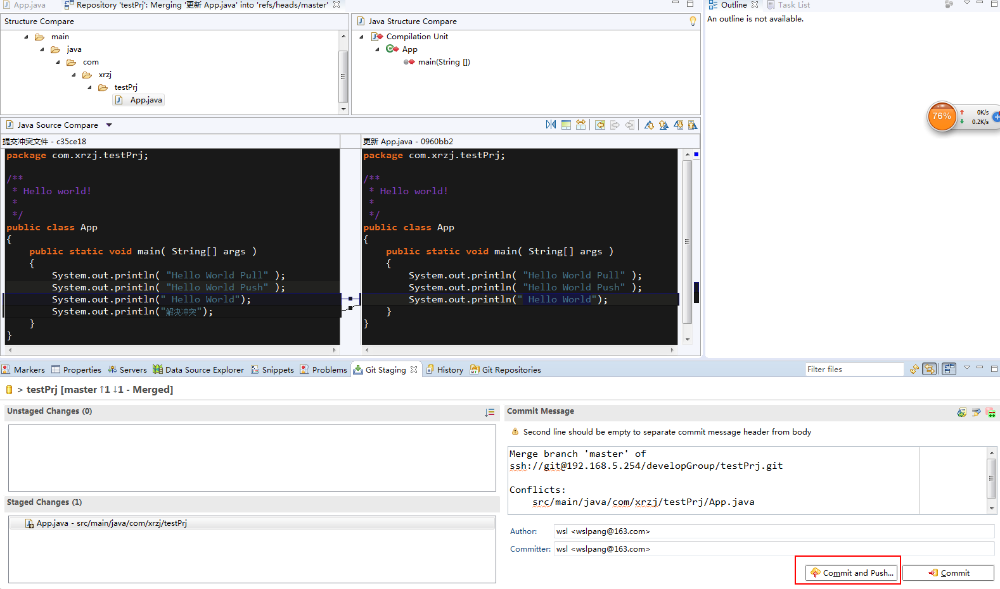 App.java
Repository 'testPrj': Merging '更新 App.java' into 'refs/heads/master'
Outline
Task List
Structure Compare
Java Structure Compare
An outline is not available.
main
java
com
xrzj
testPrj
App.java
Compilation Unit
App
main(String [])
76%
0K/s
0.2K/s
Java Source Compare
提交冲突文件 - c35ce18
package com.xrzj.testPrj;
/**
* Hello world!
*
*/
public class App
{
public static void main( String[] args )
{
System.out.println( "Hello World Pull" );
System.out.println( "Hello World Push" );
System.out.println(" Hello World");
System.out.println("解决冲突");
}
}
更新 App.java - 0960bb2
package com.xrzj.testPrj;
/**
* Hello world!
*
*/
public class App
{
public static void main( String[] args )
{
System.out.println( "Hello World Pull" );
System.out.println( "Hello World Push" );
System.out.println(" Hello World");
}
}
Markers
Properties
Servers
Data Source Explorer
Snippets
Problems
Git Staging
History
Git Repositories
Filter files
> testPrj [master ↑1 ↓1 - Merged]
Unstaged Changes (0)
Staged Changes (1)
App.java - src/main/java/com/xrzj/testPrj
Commit Message
Second line should be empty to separate commit message header from body
Merge branch 'master' of
ssh://git@192.168.5.254/developGroup/testPrj.git
Conflicts:
src/main/java/com/xrzj/testPrj/App.java
Author: wsl <wslpang@163.com>
Committer: wsl <wslpang@163.com>
Commit and Push...
Commit